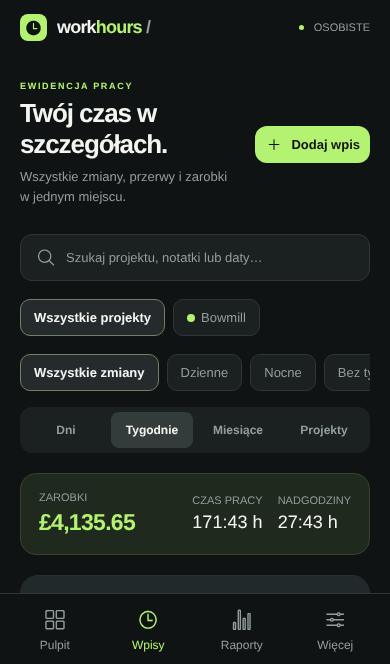 workhours /
OSOBISTE
EWIDENCJA PRACY
Twój czas w
szczegółach.
Dodaj wpis
Wszystkie zmiany, przerwy i zarobki
w jednym miejscu.
Szukaj projektu, notatki lub daty…
Wszystkie projekty
Bowmill
Wszystkie zmiany
Dzienne
Nocne
Bez
Dni
Tygodnie
Miesiące
Projekty
ZAROBKI
CZAS PRACY
NADGODZINY
£4,135.65
171:43 h
27:43 h
Pulpit
Wpisy
Raporty
Więcej